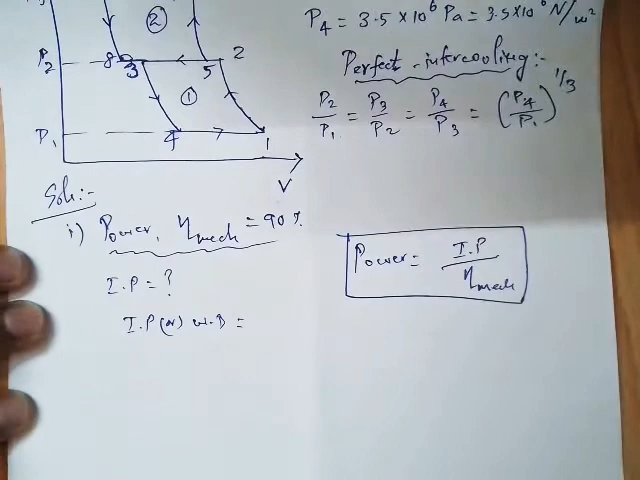 P4 = 3.5 × 10^6 Pa = 3.5×10^6 N/m²
②
P2 8 3 5 2
Perfect - intercooling:-
①
P2/P1 = P3/P2 = P4/P3 = (P4/P1)^1/3
P1 4 1
V
Soln:-
i) Power, ηmech = 90%
Power = I.P/ηmech
I.P = ?
I.P (or) W.D =